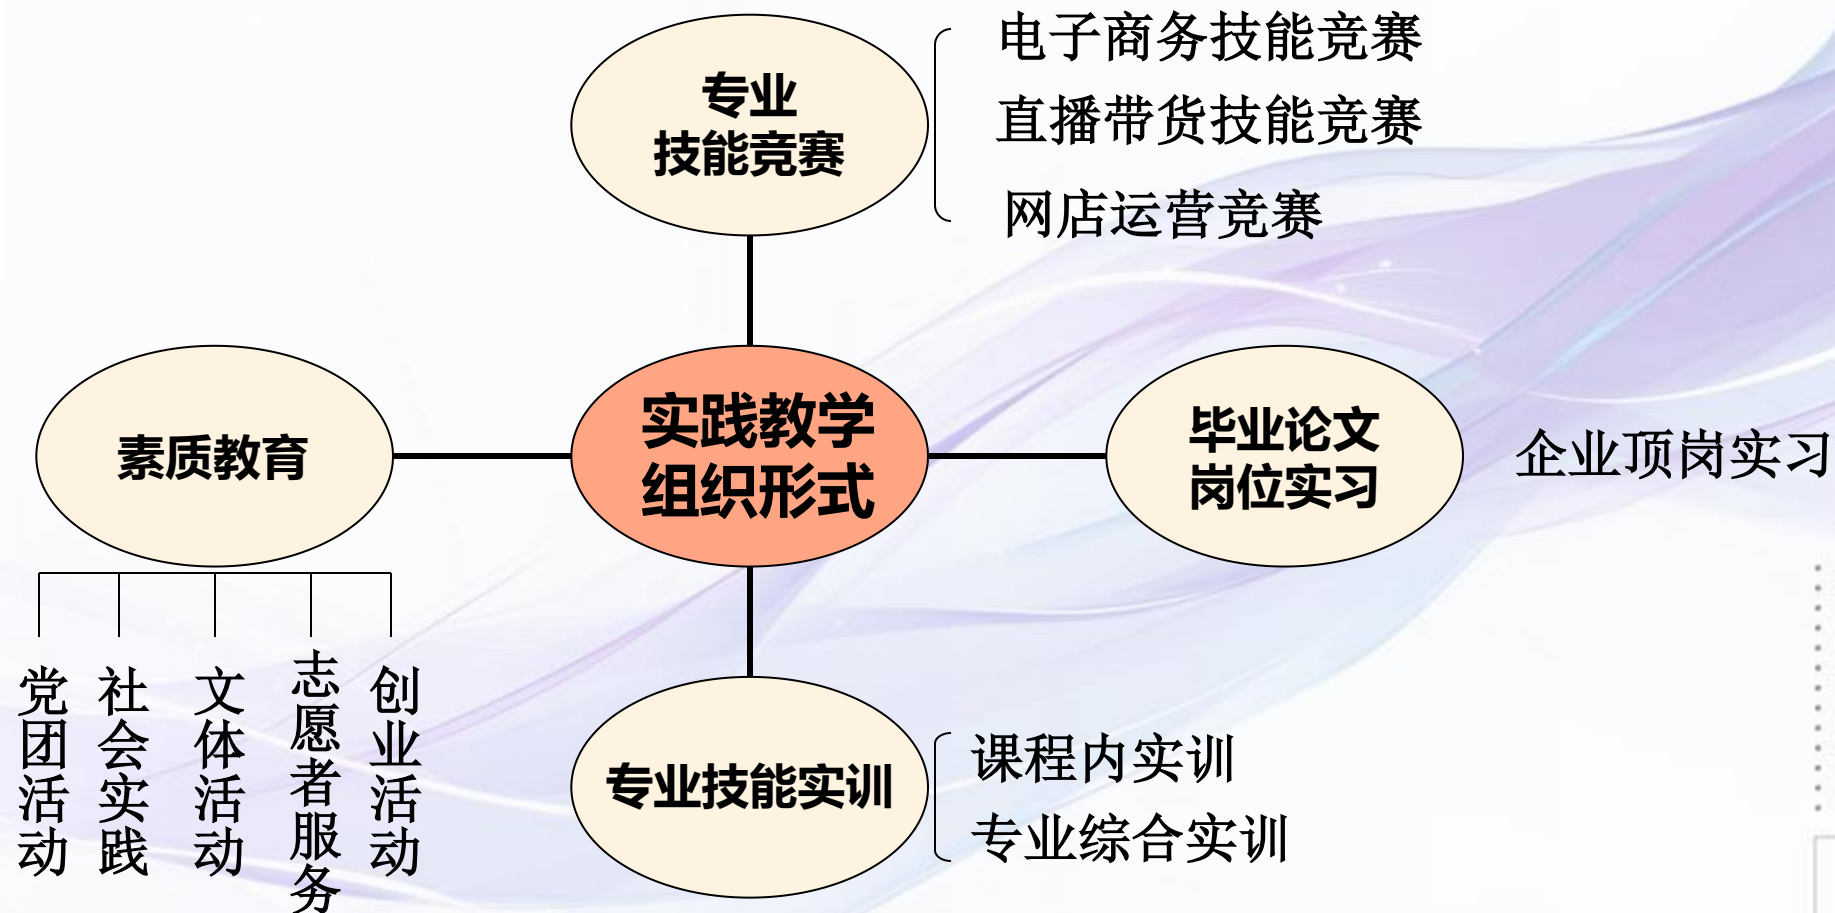 专业
技能竞赛
电子商务技能竞赛
直播带货技能竞赛
网店运营竞赛
素质教育
实践教学
组织形式
毕业论文
岗位实习
企业顶岗实习
党团活动
社会实践
文体活动
志愿者服务
创业活动
专业技能实训
课程内实训
专业综合实训